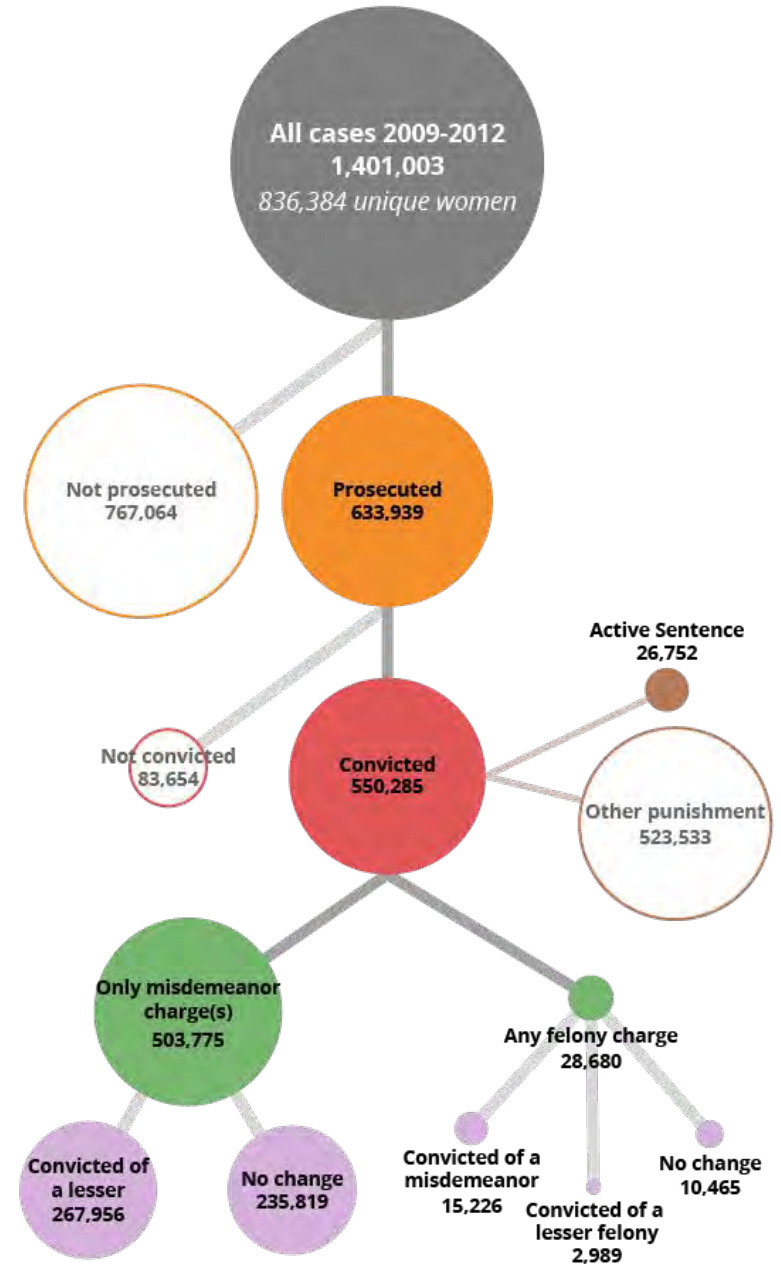 All cases 2009-2012
1,401,003
836,384 unique women
Not prosecuted
767,064
Prosecuted
633,939
Active Sentence
26,752
Not convicted
83,654
Convicted
550,285
Other punishment
523,533
Only misdemeanor
charge(s)
503,775
Any felony charge
28,680
Convicted of
a lesser
267,956
No change
235,819
Convicted of a
misdemeanor
15,226
Convicted of a
lesser felony
2,989
No change
10,465